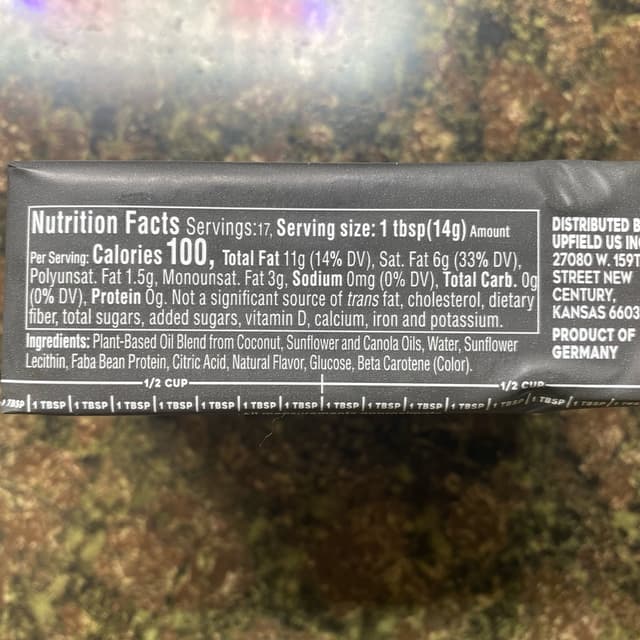 Nutrition Facts Servings:17, Serving size: 1 tbsp(14g) Amount
Per Serving: Calories 100, Total Fat 11g (14% DV), Sat. Fat 6g (33% DV),
Polyunsat. Fat 1.5g, Monounsat. Fat 3g, Sodium 0mg (0% DV), Total Carb. 0g
(0% DV), Protein 0g. Not a significant source of trans fat, cholesterol, dietary
fiber, total sugars, added sugars, vitamin D, calcium, iron and potassium.
Ingredients: Plant-Based Oil Blend from Coconut, Sunflower and Canola Oils, Water, Sunflower
Lecithin, Faba Bean Protein, Citric Acid, Natural Flavor, Glucose, Beta Carotene (Color).
DISTRIBUTED B
UPFIELD US IN
27080 W. 159T
STREET NEW
CENTURY,
KANSAS 6603
PRODUCT OF
GERMANY
1/2 CUP 1/2 CUP
1 TBSP 1 TBSP 1 TBSP 1 TBSP 1 TBSP 1 TBSP 1 TBSP 1 TBSP 1 TBSP 1 TBSP 1 TBSP 1 TBSP 1 TBSP 1 TBSP